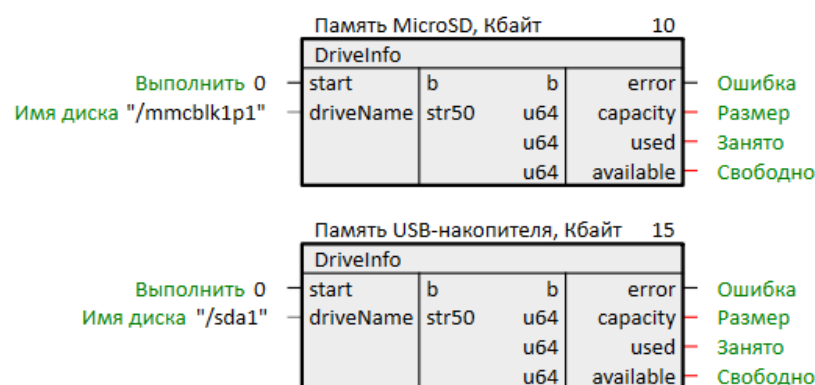 Память MicroSD, Кбайт 10
DriveInfo
Выполнить 0 start b b error Ошибка
Имя диска "/mmcblk1p1" driveName str50 u64 capacity Размер
u64 used Занято
u64 available Свободно
Память USB-накопителя, Кбайт 15
DriveInfo
Выполнить 0 start b b error Ошибка
Имя диска "/sda1" driveName str50 u64 capacity Размер
u64 used Занято
u64 available Свободно